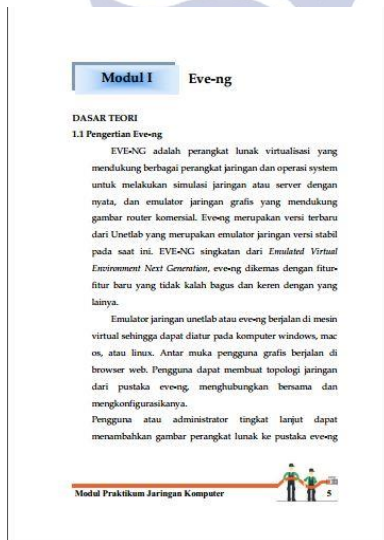 Modul I
Eve-ng
DASAR TEORI
1.1 Pengertian Eve-ng
EVE-NG adalah perangkat lunak virtualisasi yang
mendukung berbagai perangkat jaringan dan operasi system
untuk melakukan simulasi jaringan atau server dengan
nyata, dan emulator jaringan grafis yang mendukung
gambar router komersial. Eve-ng merupakan versi terbaru
dari Unetlab yang merupakan emulator jaringan versi stabil
pada saat ini. EVE-NG singkatan dari Emulated Virtual
Environment Next Generation, eve-ng dikemas dengan fitur-
fitur baru yang tidak kalah bagus dan keren dengan yang
lainya.
Emulator jaringan unetlab atau eve-ng berjalan di mesin
virtual sehingga dapat diatur pada komputer windows, mac
os, atau linux. Antar muka pengguna grafis berjalan di
browser web. Pengguna dapat membuat topologi jaringan
dari pustaka eve-ng, menghubungkan bersama dan
mengkonfigurasikanya.
Pengguna atau administrator tingkat lanjut dapat
menambahkan gambar perangkat lunak ke pustaka eve-ng
Modul Praktikum Jaringan Komputer
5